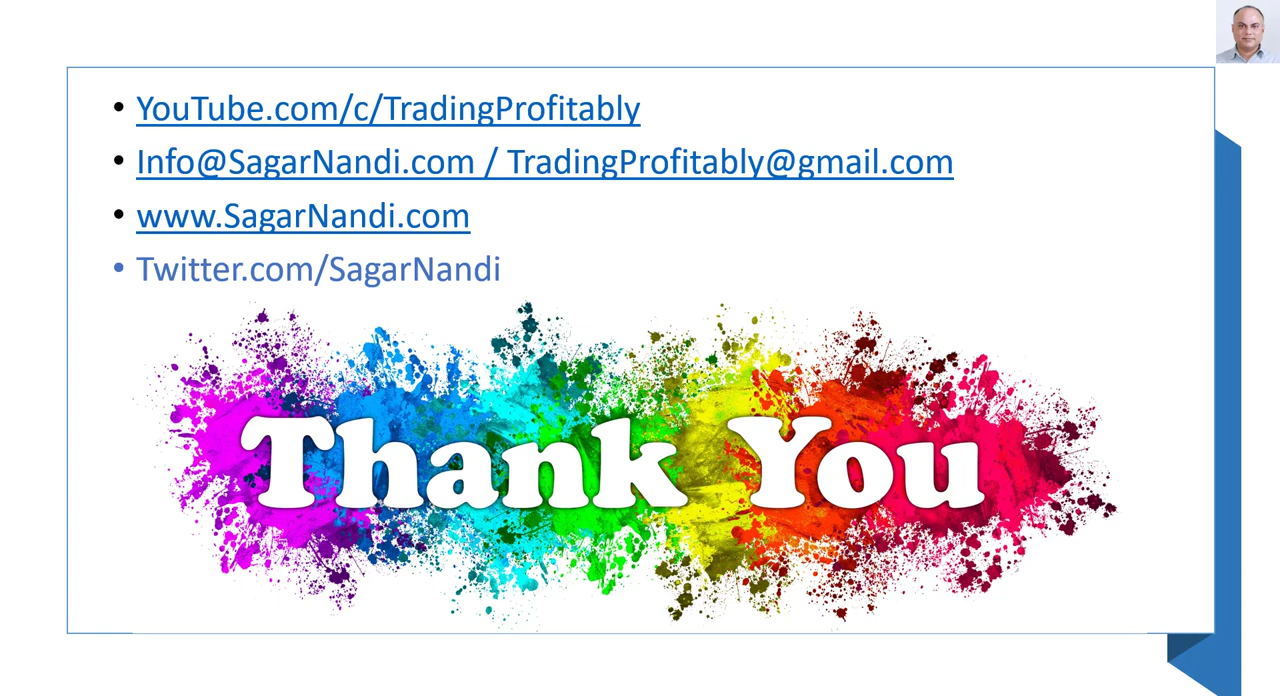 • YouTube.com/c/TradingProfitably
• Info@SagarNandi.com / TradingProfitably@gmail.com
• www.SagarNandi.com
• Twitter.com/SagarNandi
Thank You